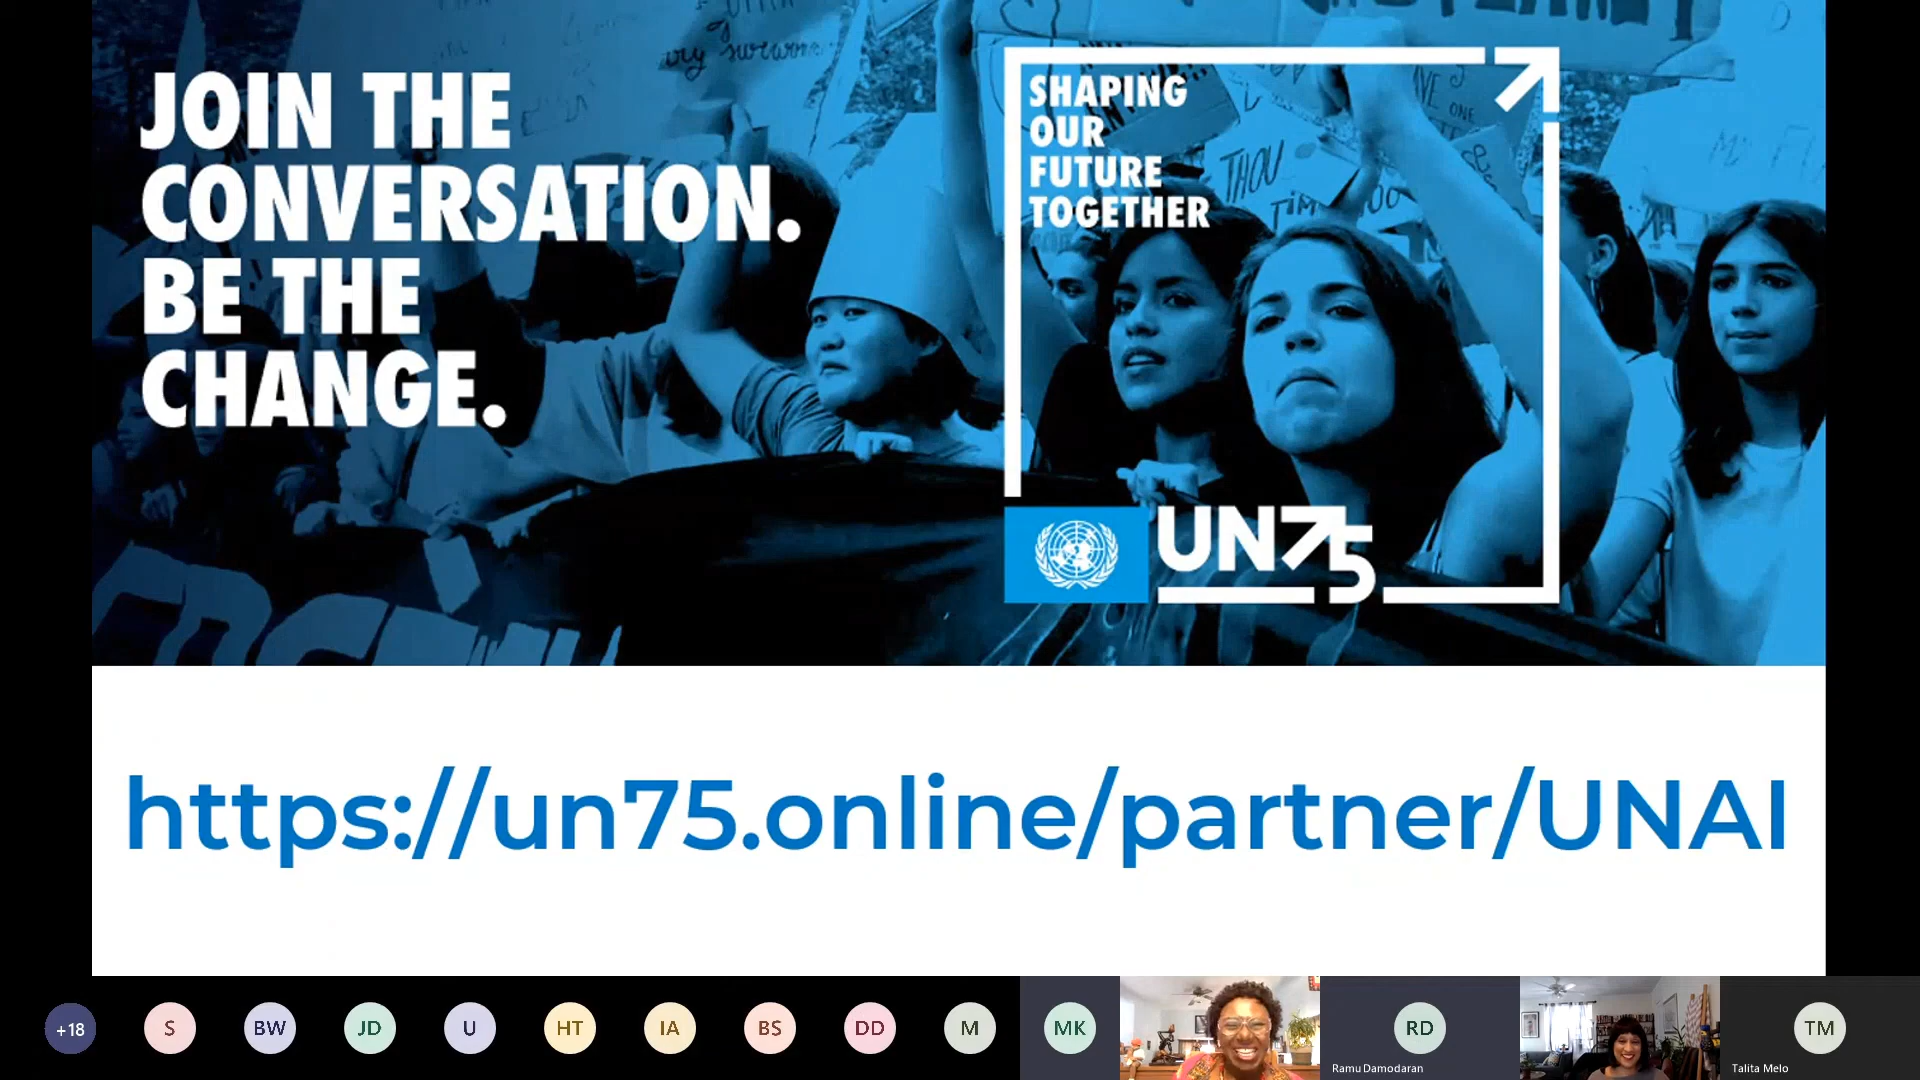 JOIN THE
CONVERSATION.
BE THE
CHANGE.
SHAPING
OUR
FUTURE
TOGETHER
THOU
UN75
https://un75.online/partner/UNAI
+18
S
BW
JD
U
HT
IA
BS
DD
M
MK
RD
Ramu Damodaran
TM
Talita Melo